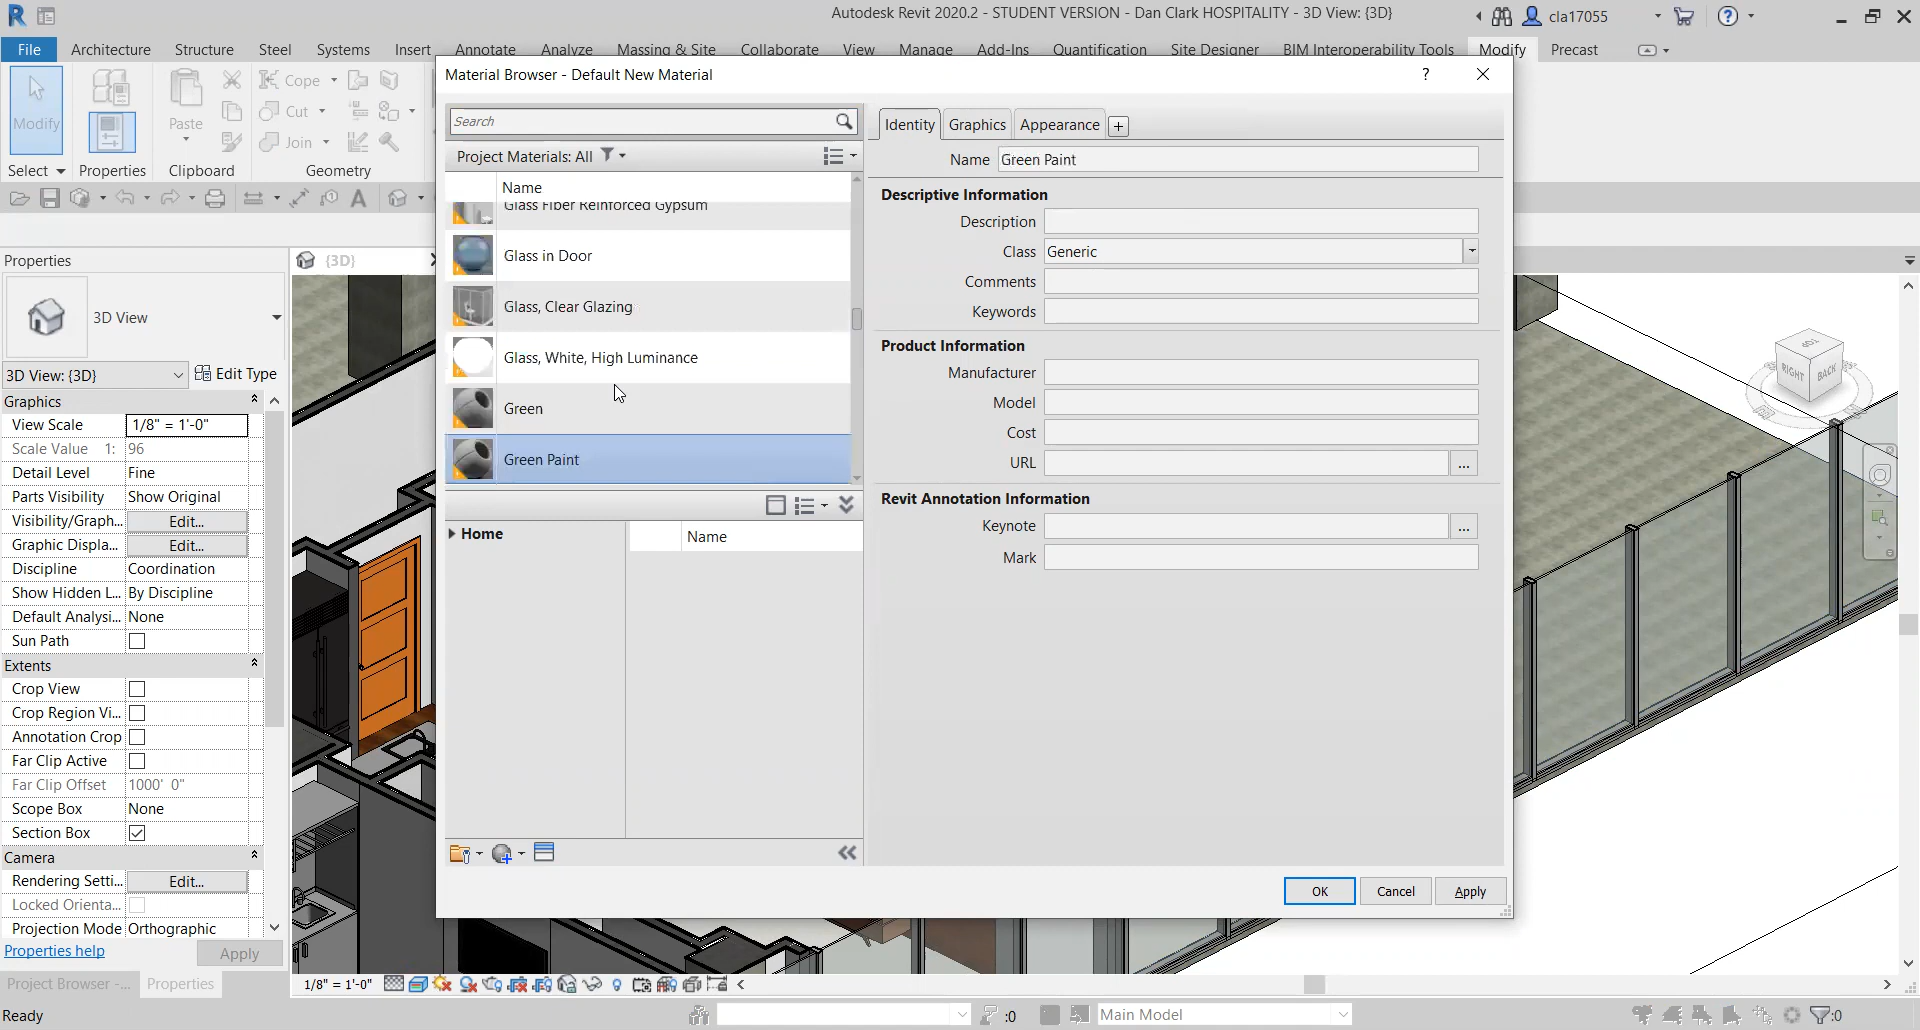 Autodesk Revit 2020.2 - STUDENT VERSION - Dan Clark HOSPITALITY - 3D View: {3D}
cla17055
File Architecture Structure Steel Systems Insert Annotate Analyze Massing & Site Collaborate View Manage Add-Ins Quantification Site Designer BIM Interoperability Tools Modify Precast
Modify
Paste
Cope
Cut
Join
Select Properties Clipboard Geometry
Material Browser - Default New Material
Search
Project Materials: All
Name
Glass Fiber Reinforced Gypsum
Glass in Door
Glass, Clear Glazing
Glass, White, High Luminance
Green
Green Paint
Home
Name
Identity Graphics Appearance
Name Green Paint
Descriptive Information
Description
Class Generic
Comments
Keywords
Product Information
Manufacturer
Model
Cost
URL ...
Revit Annotation Information
Keynote ...
Mark
OK Cancel Apply
Properties
3D View
3D View: {3D} Edit Type
Graphics
View Scale 1/8" = 1'-0"
Scale Value 1: 96
Detail Level Fine
Parts Visibility Show Original
Visibility/Graph... Edit...
Graphic Displa... Edit...
Discipline Coordination
Show Hidden L... By Discipline
Default Analysi... None
Sun Path
Extents
Crop View
Crop Region Vi...
Annotation Crop
Far Clip Active
Far Clip Offset 1000' 0"
Scope Box None
Section Box
Camera
Rendering Setti... Edit...
Locked Orienta...
Projection Mode Orthographic
Properties help Apply
Project Browser -... Properties
{3D}
TOP
RIGHT BACK
1/8" = 1'-0"
Ready
:0
Main Model
:0